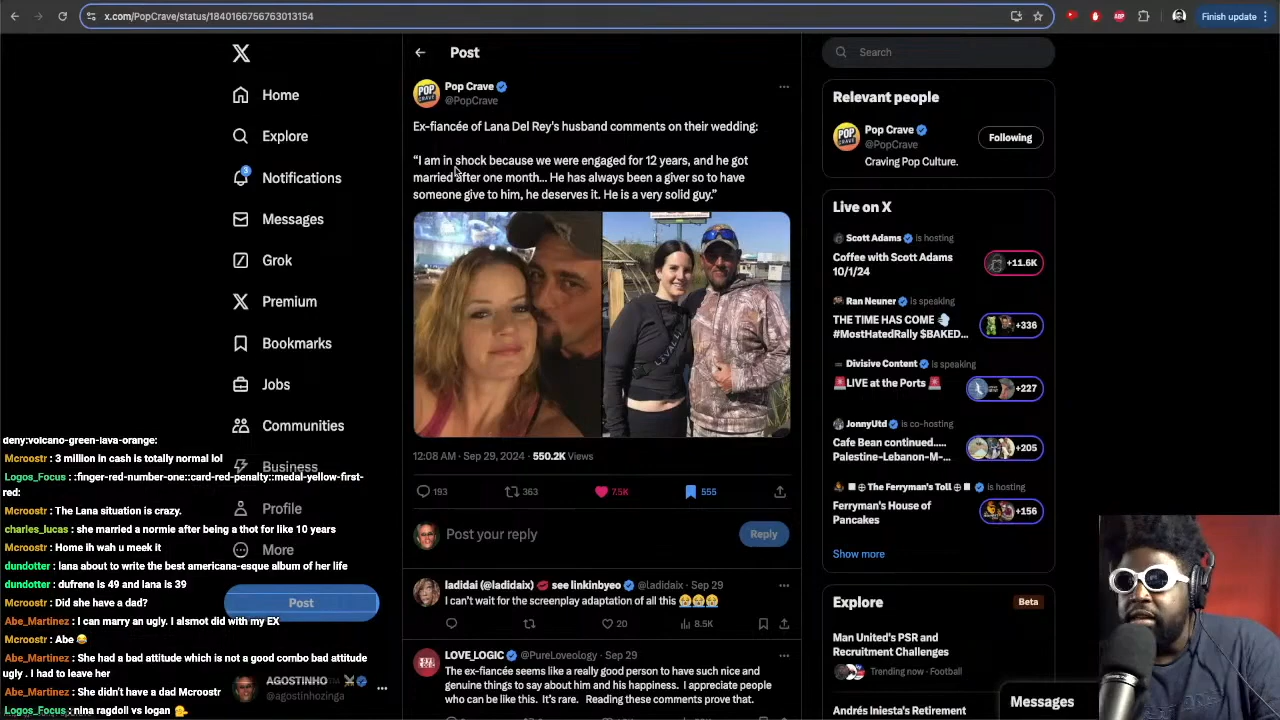 x.com/PopCrave/status/1840166756763013154
ABP
Finish update
Home
Explore
3
Notifications
Messages
Grok
Premium
Bookmarks
Jobs
Communities
Business
Profile
More
Post
AGOSTINHO
@agostinhozinga
Post
POP CRAVE
Pop Crave
@PopCrave
Ex-fiancée of Lana Del Rey's husband comments on their wedding:
“I am in shock because we were engaged for 12 years, and he got
married after one month... He has always been a giver so to have
someone give to him, he deserves it. He is a very solid guy.”
12:08 AM · Sep 29, 2024 · 550.2K Views
193
363
7.5K
555
Post your reply
Reply
ladidai (@ladidaix) 💋 see linkinbyeo @ladidaix · Sep 29
I can’t wait for the screenplay adaptation of all this 😭😭😭
20
8.5K
LOVE_LOGIC @PureLoveology · Sep 29
The ex-fiancée seems like a really good person to have such nice and
genuine things to say about him and his happiness. I appreciate people
who can be like this. It’s rare. Reading these comments prove that.
Search
Relevant people
POP CRAVE
Pop Crave
@PopCrave
Following
Craving Pop Culture.
Live on X
Scott Adams is hosting
Coffee with Scott Adams
10/1/24
+11.6K
Ran Neuner is speaking
THE TIME HAS COME 💨
#MostHatedRally $BAKED...
+336
Divisive Content is speaking
🚨LIVE at the Ports 🚨
+227
JonnyUtd is co-hosting
Cafe Bean continued.....
Palestine-Lebanon-M...
+205
The Ferryman's Toll is hosting
Ferryman's House of
Pancakes
+156
Show more
Explore
Beta
Man United's PSR and
Recruitment Challenges
Trending now · Football
Andrés Iniesta's Retirement
Messages
deny:volcano-green-lava-orange:
Mcroostr : 3 million in cash is totally normal lol
Logos_Focus : :finger-red-number-one::card-red-penalty::medal-yellow-first-
red:
Mcroostr : The Lana situation is crazy.
charles_lucas : she married a normie after being a thot for like 10 years
Mcroostr : Home lh wah u meek it
dundotter : lana about to write the best americana-esque album of her life
dundotter : dufrene is 49 and lana is 39
Mcroostr : Did she have a dad?
Abe_Martinez : I can marry an ugly. I alsmot did with my EX
Mcroostr : Abe 😂
Abe_Martinez : She had a bad attitude which is not a good combo bad attitude
ugly . I had to leave her
Abe_Martinez : She didn't have a dad Mcroostr
Logos_Focus : nina ragdoll vs logan